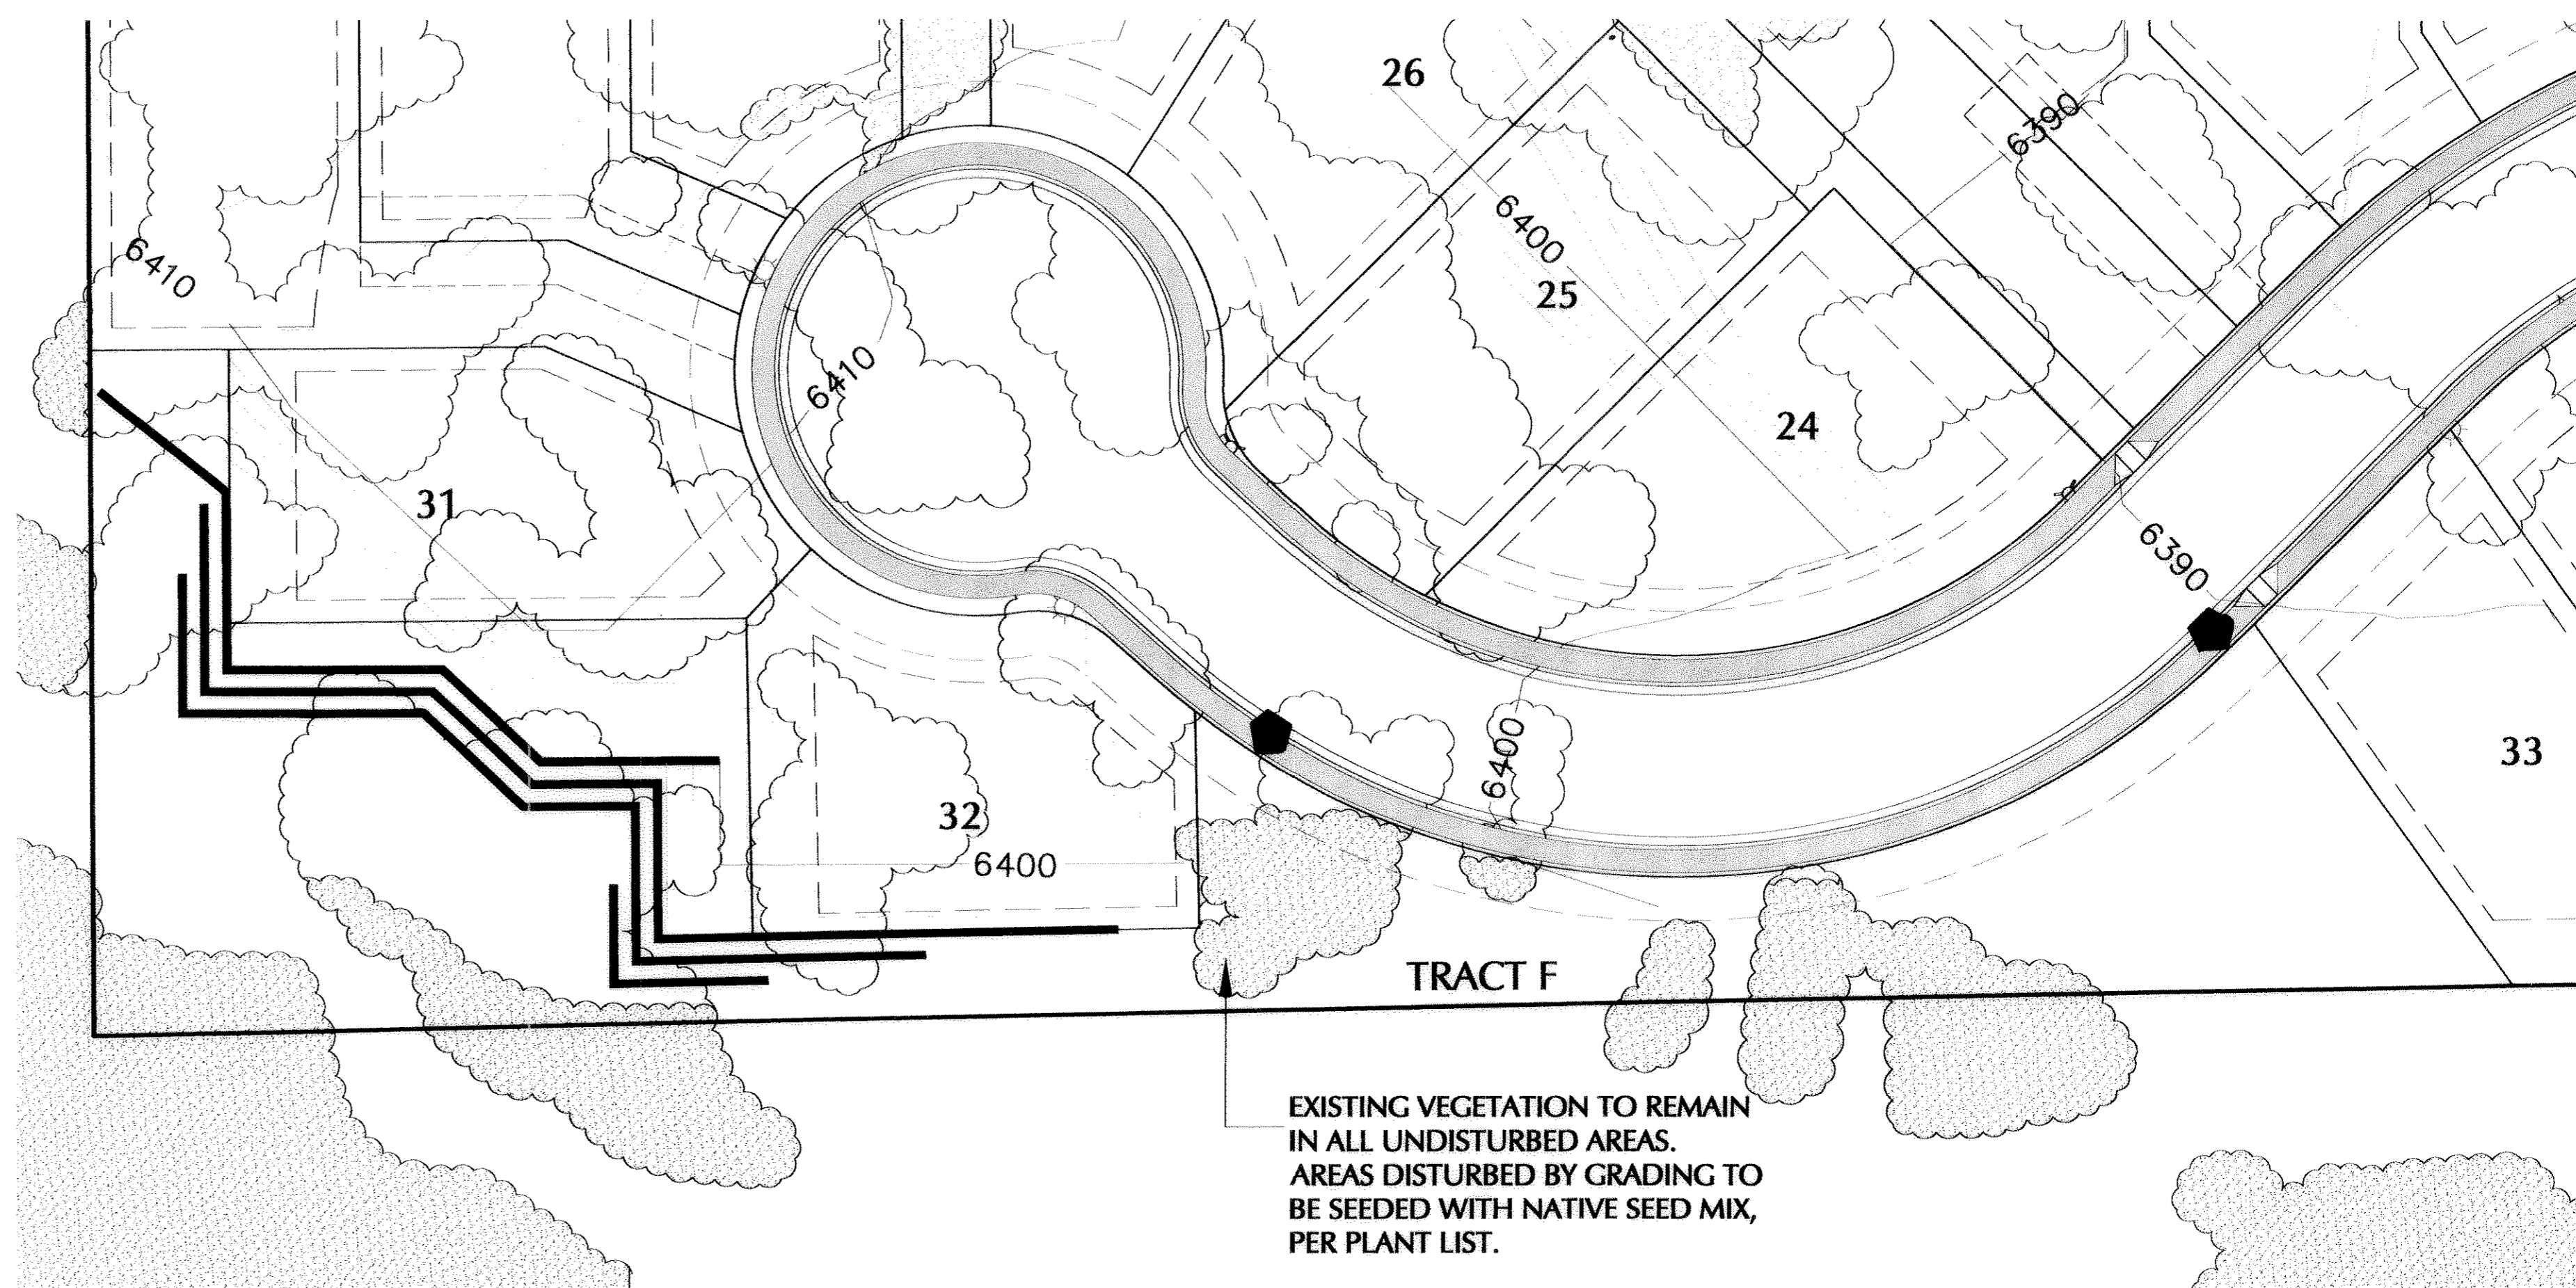 26
6390
6400
6410
25
6410
24
31
6390
6400
33
32
6400
TRACT F
EXISTING VEGETATION TO REMAIN
IN ALL UNDISTURBED AREAS.
AREAS DISTURBED BY GRADING TO
BE SEEDED WITH NATIVE SEED MIX,
PER PLANT LIST.